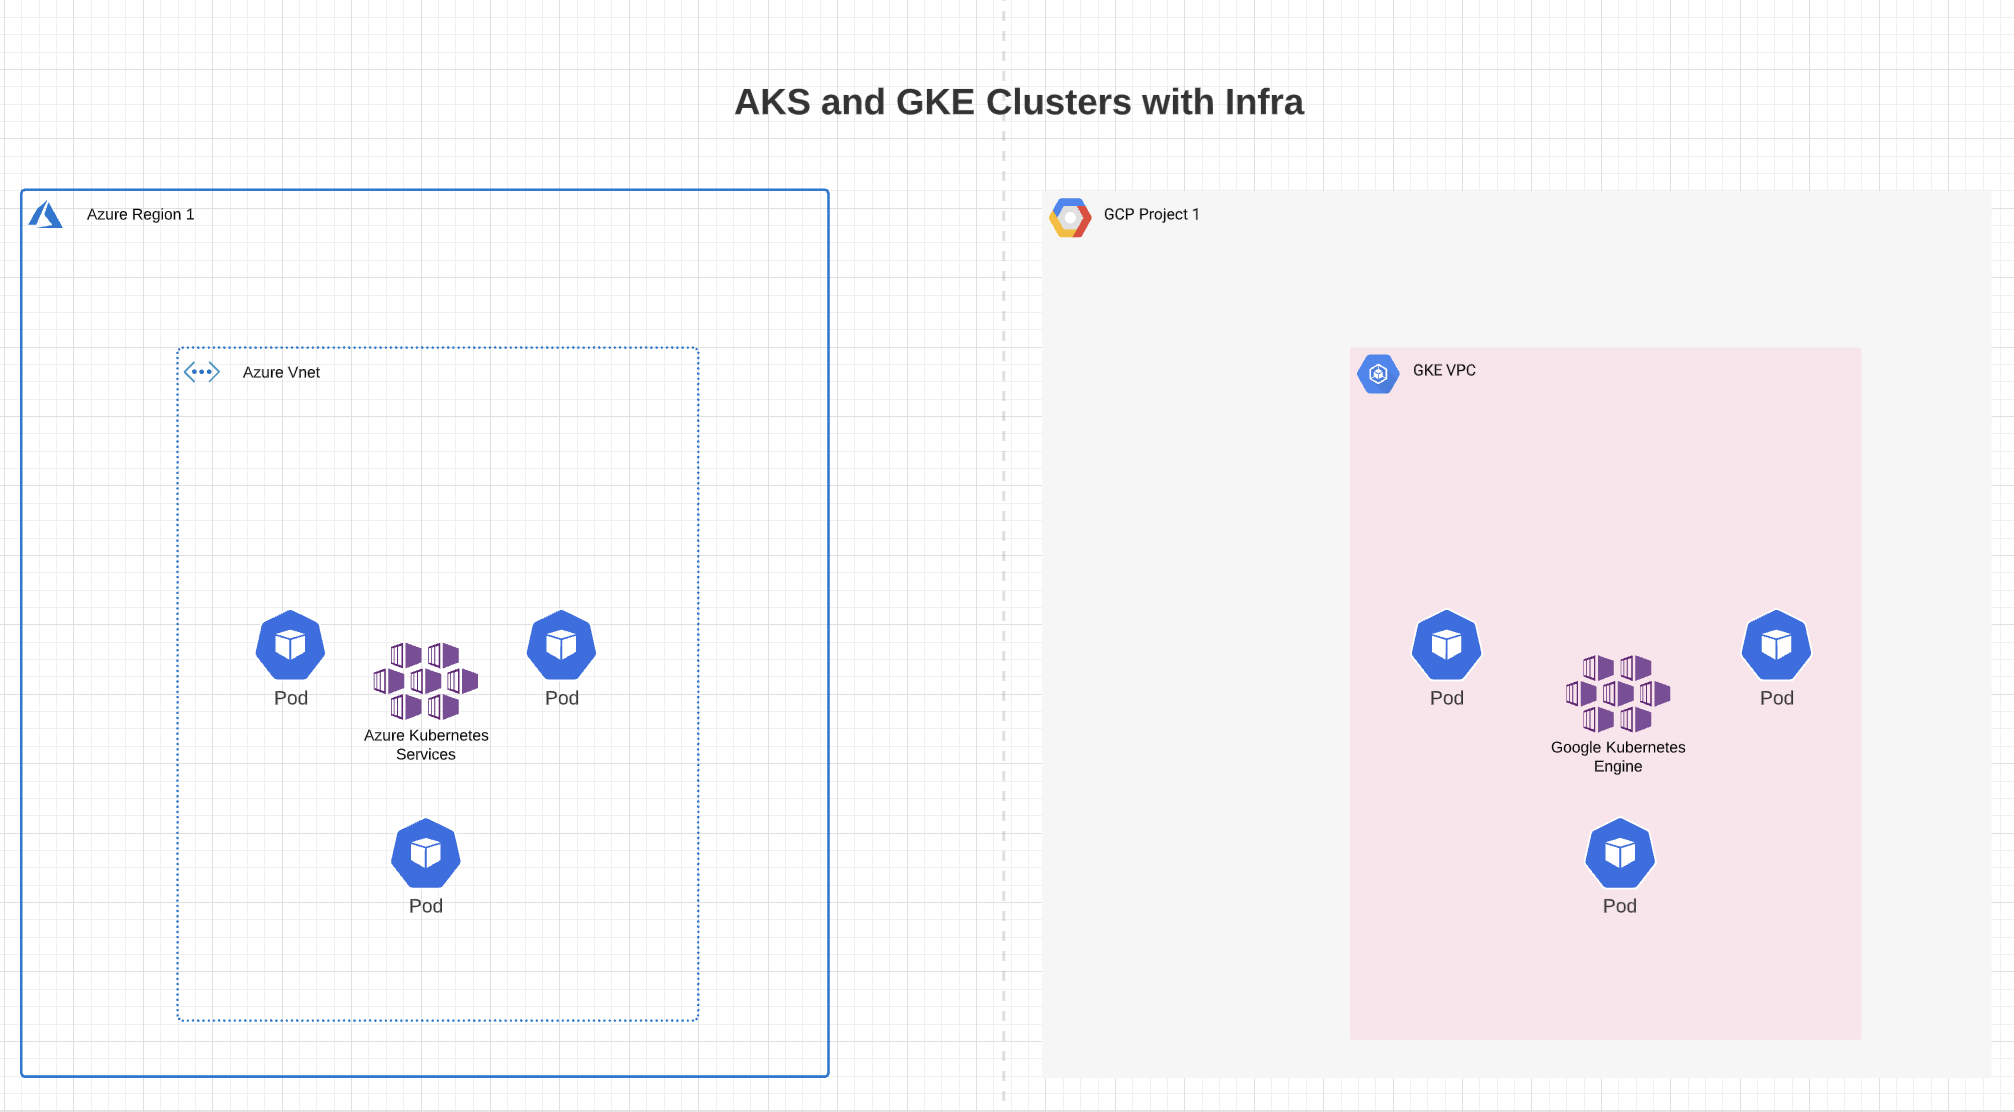 AKS and GKE Clusters with Infra
Azure Region 1
Azure Vnet
Pod
Pod
Azure Kubernetes
Services
Pod
GCP Project 1
GKE VPC
Pod
Pod
Google Kubernetes
Engine
Pod